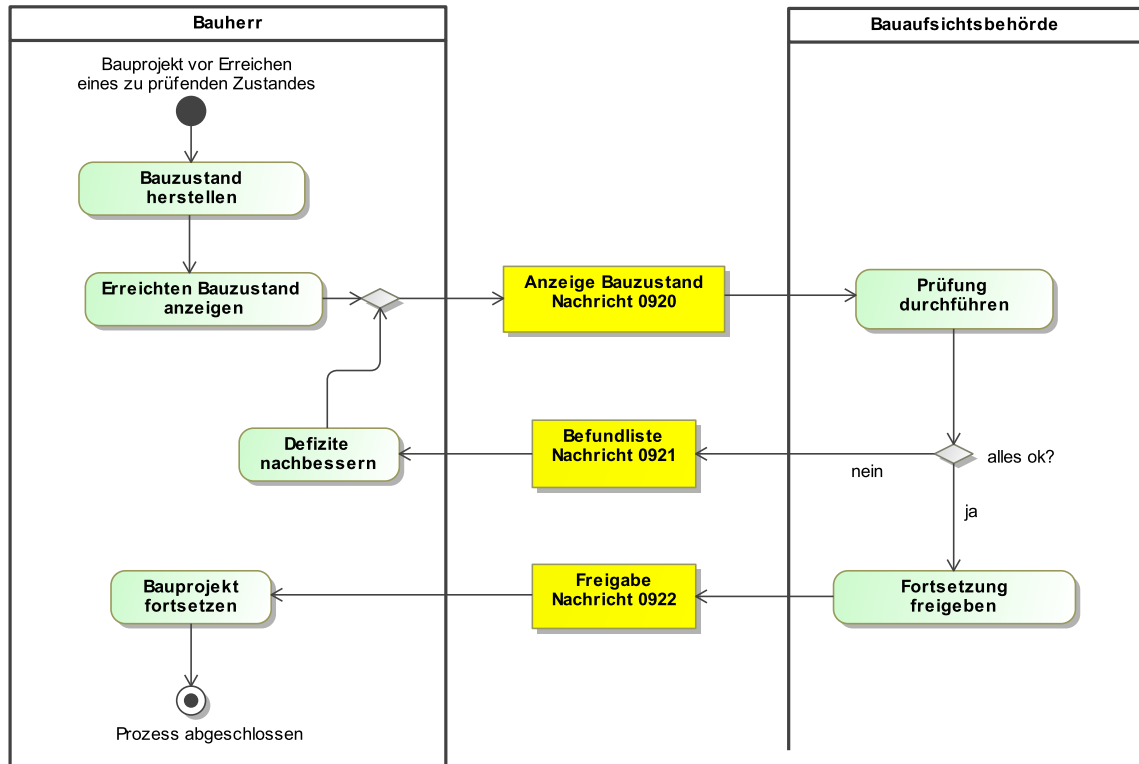 Bauherr
Bauaufsichtsbehörde
Bauprojekt vor Erreichen
eines zu prüfenden Zustandes
Bauzustand
herstellen
Erreichten Bauzustand
anzeigen
Anzeige Bauzustand
Nachricht 0920
Prüfung
durchführen
Defizite
nachbessern
Befundliste
Nachricht 0921
nein
alles ok?
ja
Bauprojekt
fortsetzen
Freigabe
Nachricht 0922
Fortsetzung
freigeben
Prozess abgeschlossen